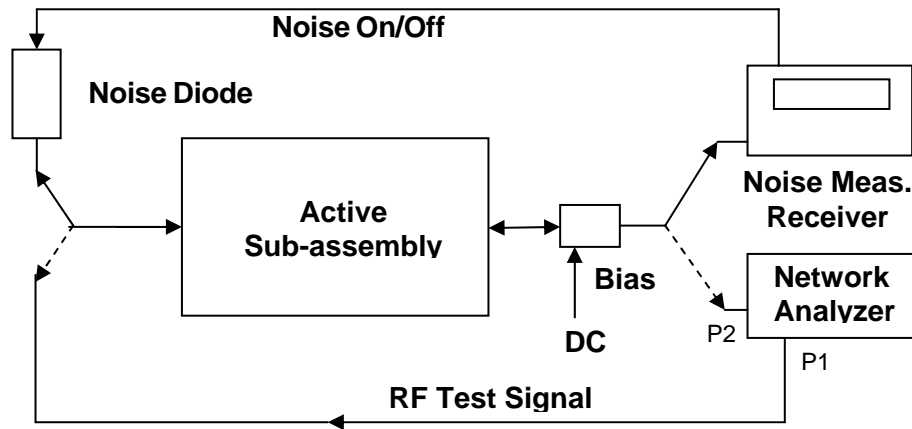 Noise On/Off
Noise Diode
Active
Sub-assembly
Noise Meas.
Receiver
Bias
DC
Network
Analyzer
P2
P1
RF Test Signal